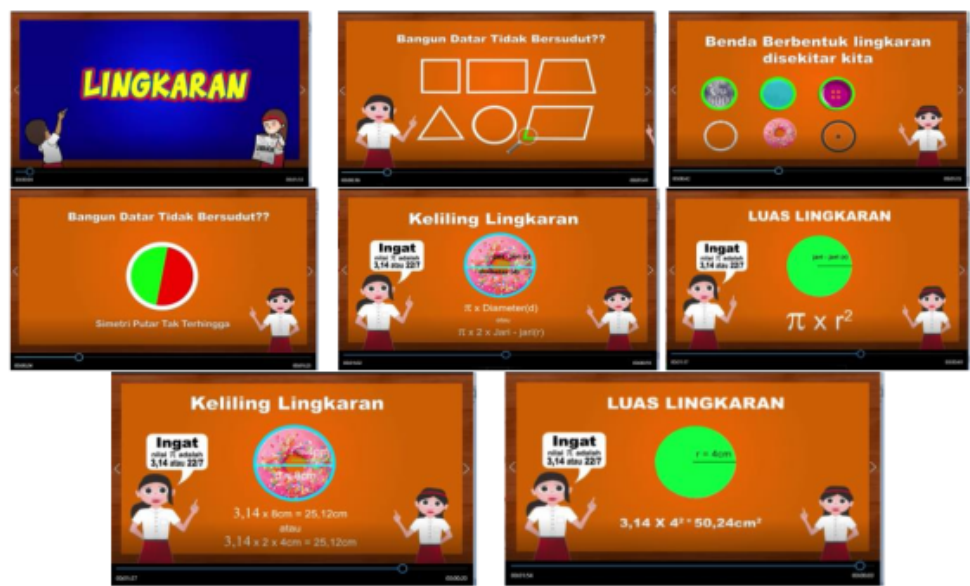 LINGKARAN
Bangun Datar Tidak Bersudut??
Benda Berbentuk lingkaran
disekitar kita
Bangun Datar Tidak Bersudut??
Simetri Putar Tak Terhingga
Keliling Lingkaran
Ingat
nilai π adalah
3,14 atau 22/7
π x Diameter(d)
atau
π x 2 x Jari - jari(r)
LUAS LINGKARAN
Ingat
nilai π adalah
3,14 atau 22/7
jari - jari (r)
π x r²
Keliling Lingkaran
Ingat
nilai π adalah
3,14 atau 22/7
3,14 x 8cm = 25,12cm
atau
3,14 x 2 x 4cm = 25,12cm
LUAS LINGKARAN
Ingat
nilai π adalah
3,14 atau 22/7
r = 4cm
3,14 X 4² = 50,24cm²